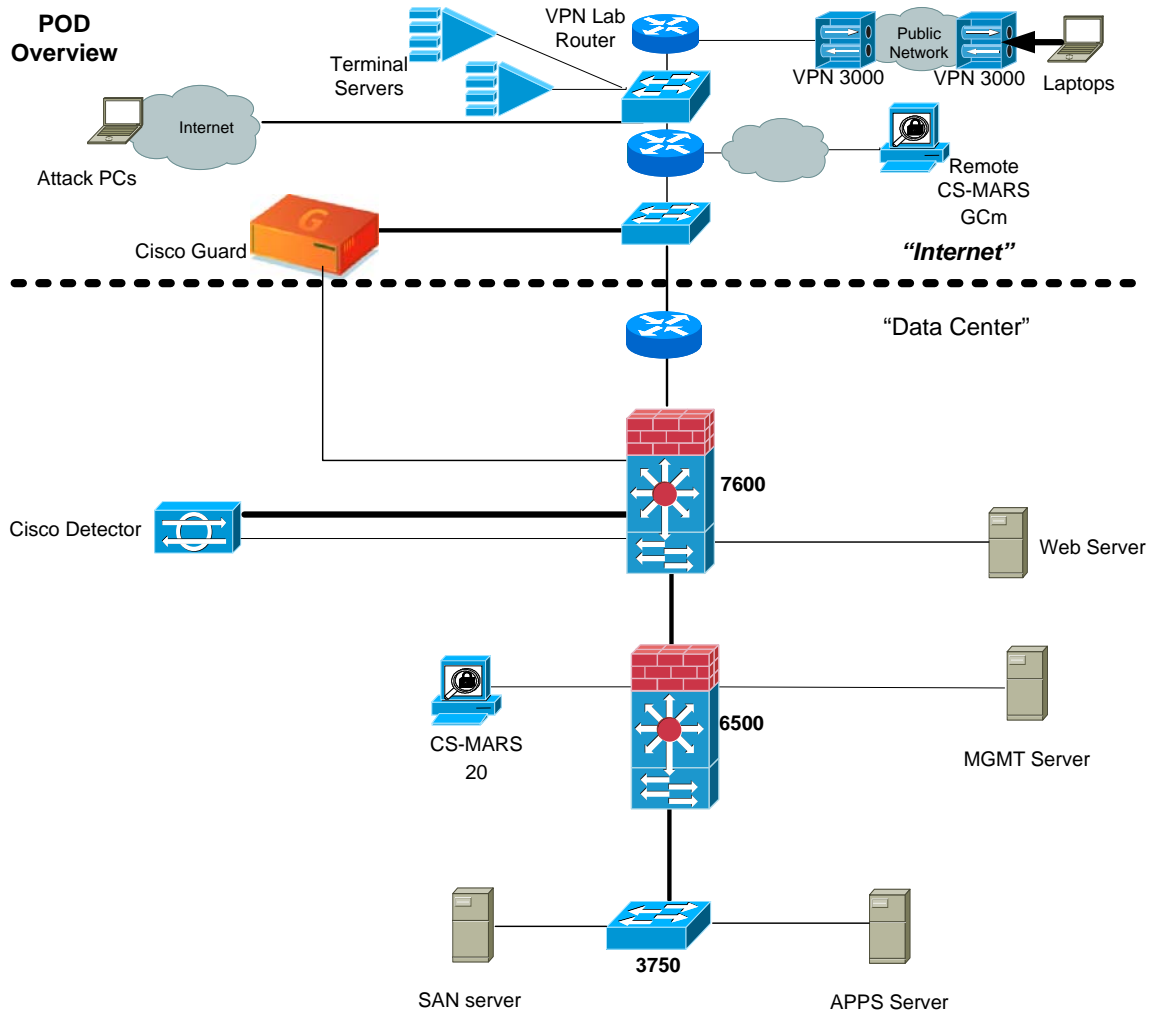 POD
Overview
VPN Lab
Router
Terminal
Servers
Public
Network
VPN 3000
VPN 3000
Laptops
Internet
Attack PCs
Remote
CS-MARS
GCm
G
Cisco Guard
“Internet”
“Data Center”
7600
Cisco Detector
Web Server
6500
CS-MARS
20
MGMT Server
3750
SAN server
APPS Server